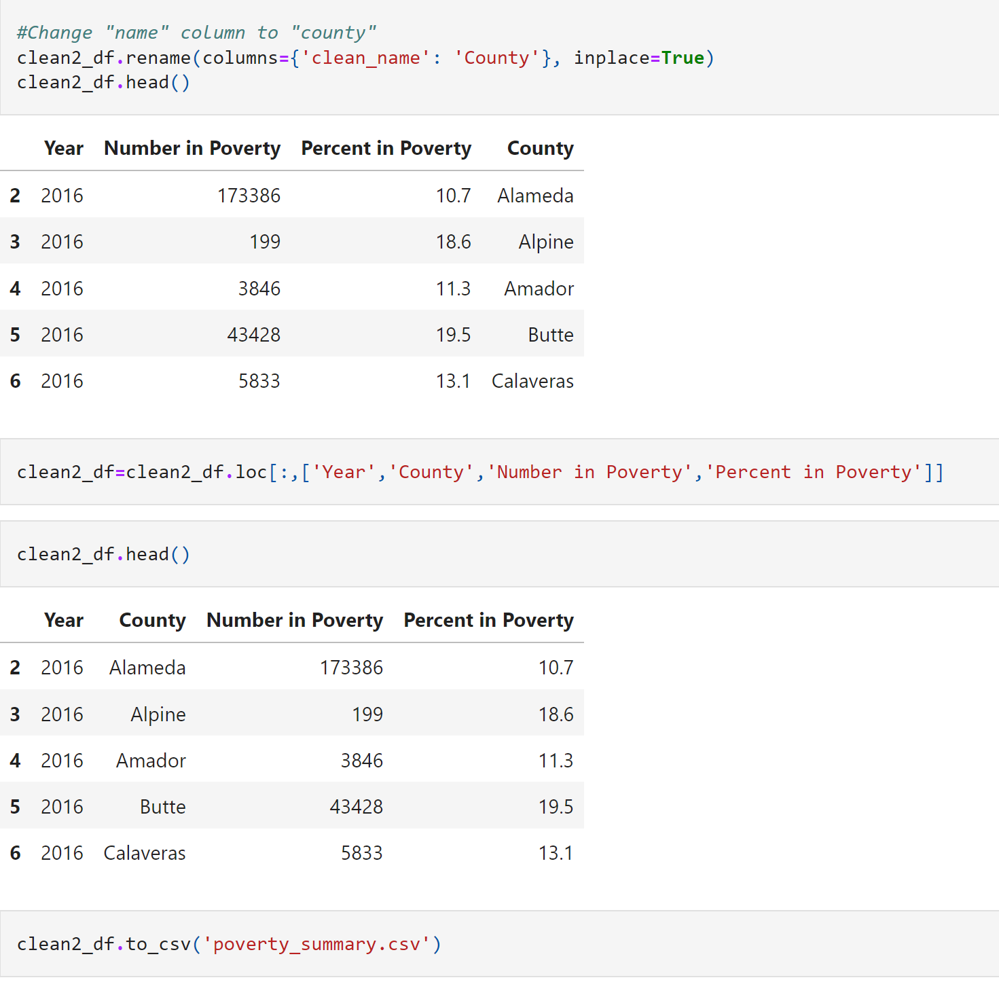 #Change "name" column to "county"
clean2_df.rename(columns={'clean_name': 'County'}, inplace=True)
clean2_df.head()
Year Number in Poverty Percent in Poverty County
2 2016 173386 10.7 Alameda
3 2016 199 18.6 Alpine
4 2016 3846 11.3 Amador
5 2016 43428 19.5 Butte
6 2016 5833 13.1 Calaveras
clean2_df=clean2_df.loc[:,['Year','County','Number in Poverty','Percent in Poverty']]
clean2_df.head()
Year County Number in Poverty Percent in Poverty
2 2016 Alameda 173386 10.7
3 2016 Alpine 199 18.6
4 2016 Amador 3846 11.3
5 2016 Butte 43428 19.5
6 2016 Calaveras 5833 13.1
clean2_df.to_csv('poverty_summary.csv')